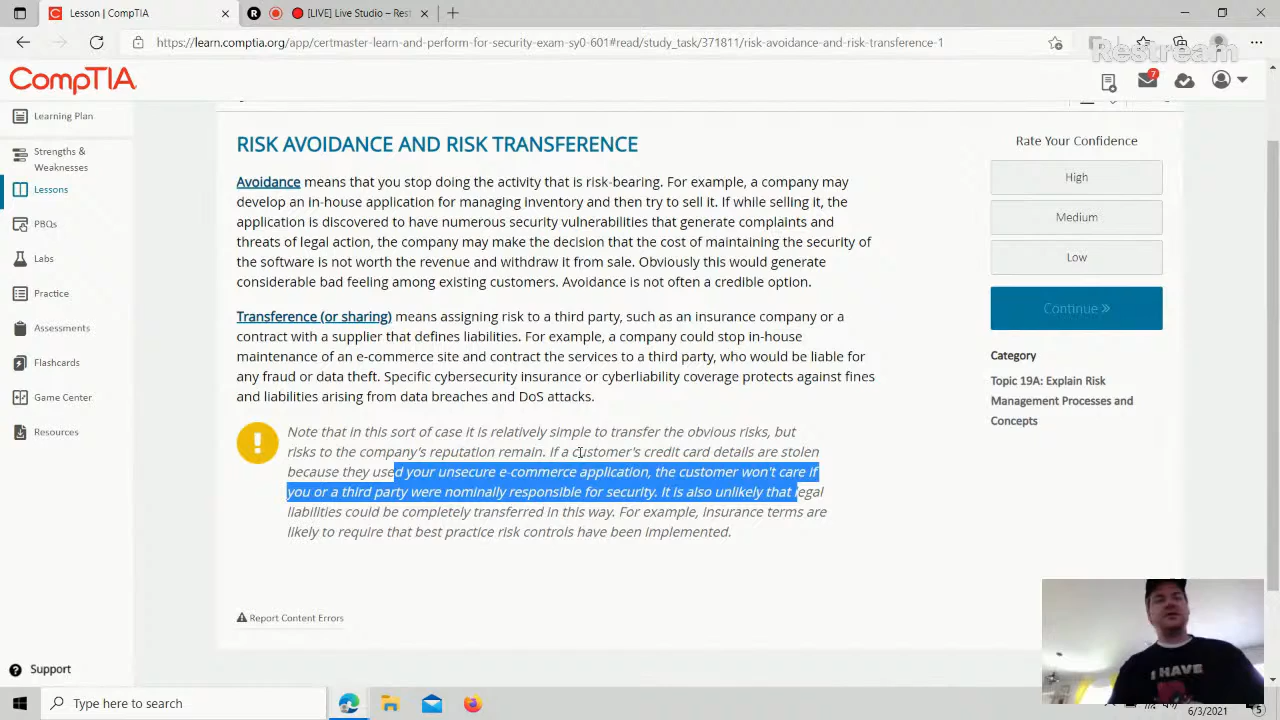 Lesson | CompTIA
R
[LIVE] Live Studio – Rest
https://learn.comptia.org/app/certmaster-learn-and-perform-for-security-exam-sy0-601#read/study_task/371811/risk-avoidance-and-risk-transference-1
Restream
CompTIA
7
Learning Plan
Strengths &
Weaknesses
Lessons
PBQs
Labs
Practice
Assessments
Flashcards
Game Center
Resources
Support
RISK AVOIDANCE AND RISK TRANSFERENCE
Avoidance means that you stop doing the activity that is risk-bearing. For example, a company may
develop an in-house application for managing inventory and then try to sell it. If while selling it, the
application is discovered to have numerous security vulnerabilities that generate complaints and
threats of legal action, the company may make the decision that the cost of maintaining the security of
the software is not worth the revenue and withdraw it from sale. Obviously this would generate
considerable bad feeling among existing customers. Avoidance is not often a credible option.
Transference (or sharing) means assigning risk to a third party, such as an insurance company or a
contract with a supplier that defines liabilities. For example, a company could stop in-house
maintenance of an e-commerce site and contract the services to a third party, who would be liable for
any fraud or data theft. Specific cybersecurity insurance or cyberliability coverage protects against fines
and liabilities arising from data breaches and DoS attacks.
Note that in this sort of case it is relatively simple to transfer the obvious risks, but
risks to the company's reputation remain. If a customer's credit card details are stolen
because they used your unsecure e-commerce application, the customer won't care if
you or a third party were nominally responsible for security. It is also unlikely that legal
liabilities could be completely transferred in this way. For example, insurance terms are
likely to require that best practice risk controls have been implemented.
Report Content Errors
Rate Your Confidence
High
Medium
Low
Continue »
Category
Topic 19A: Explain Risk
Management Processes and
Concepts
I HAVE
Type here to search
6/3/2021
5